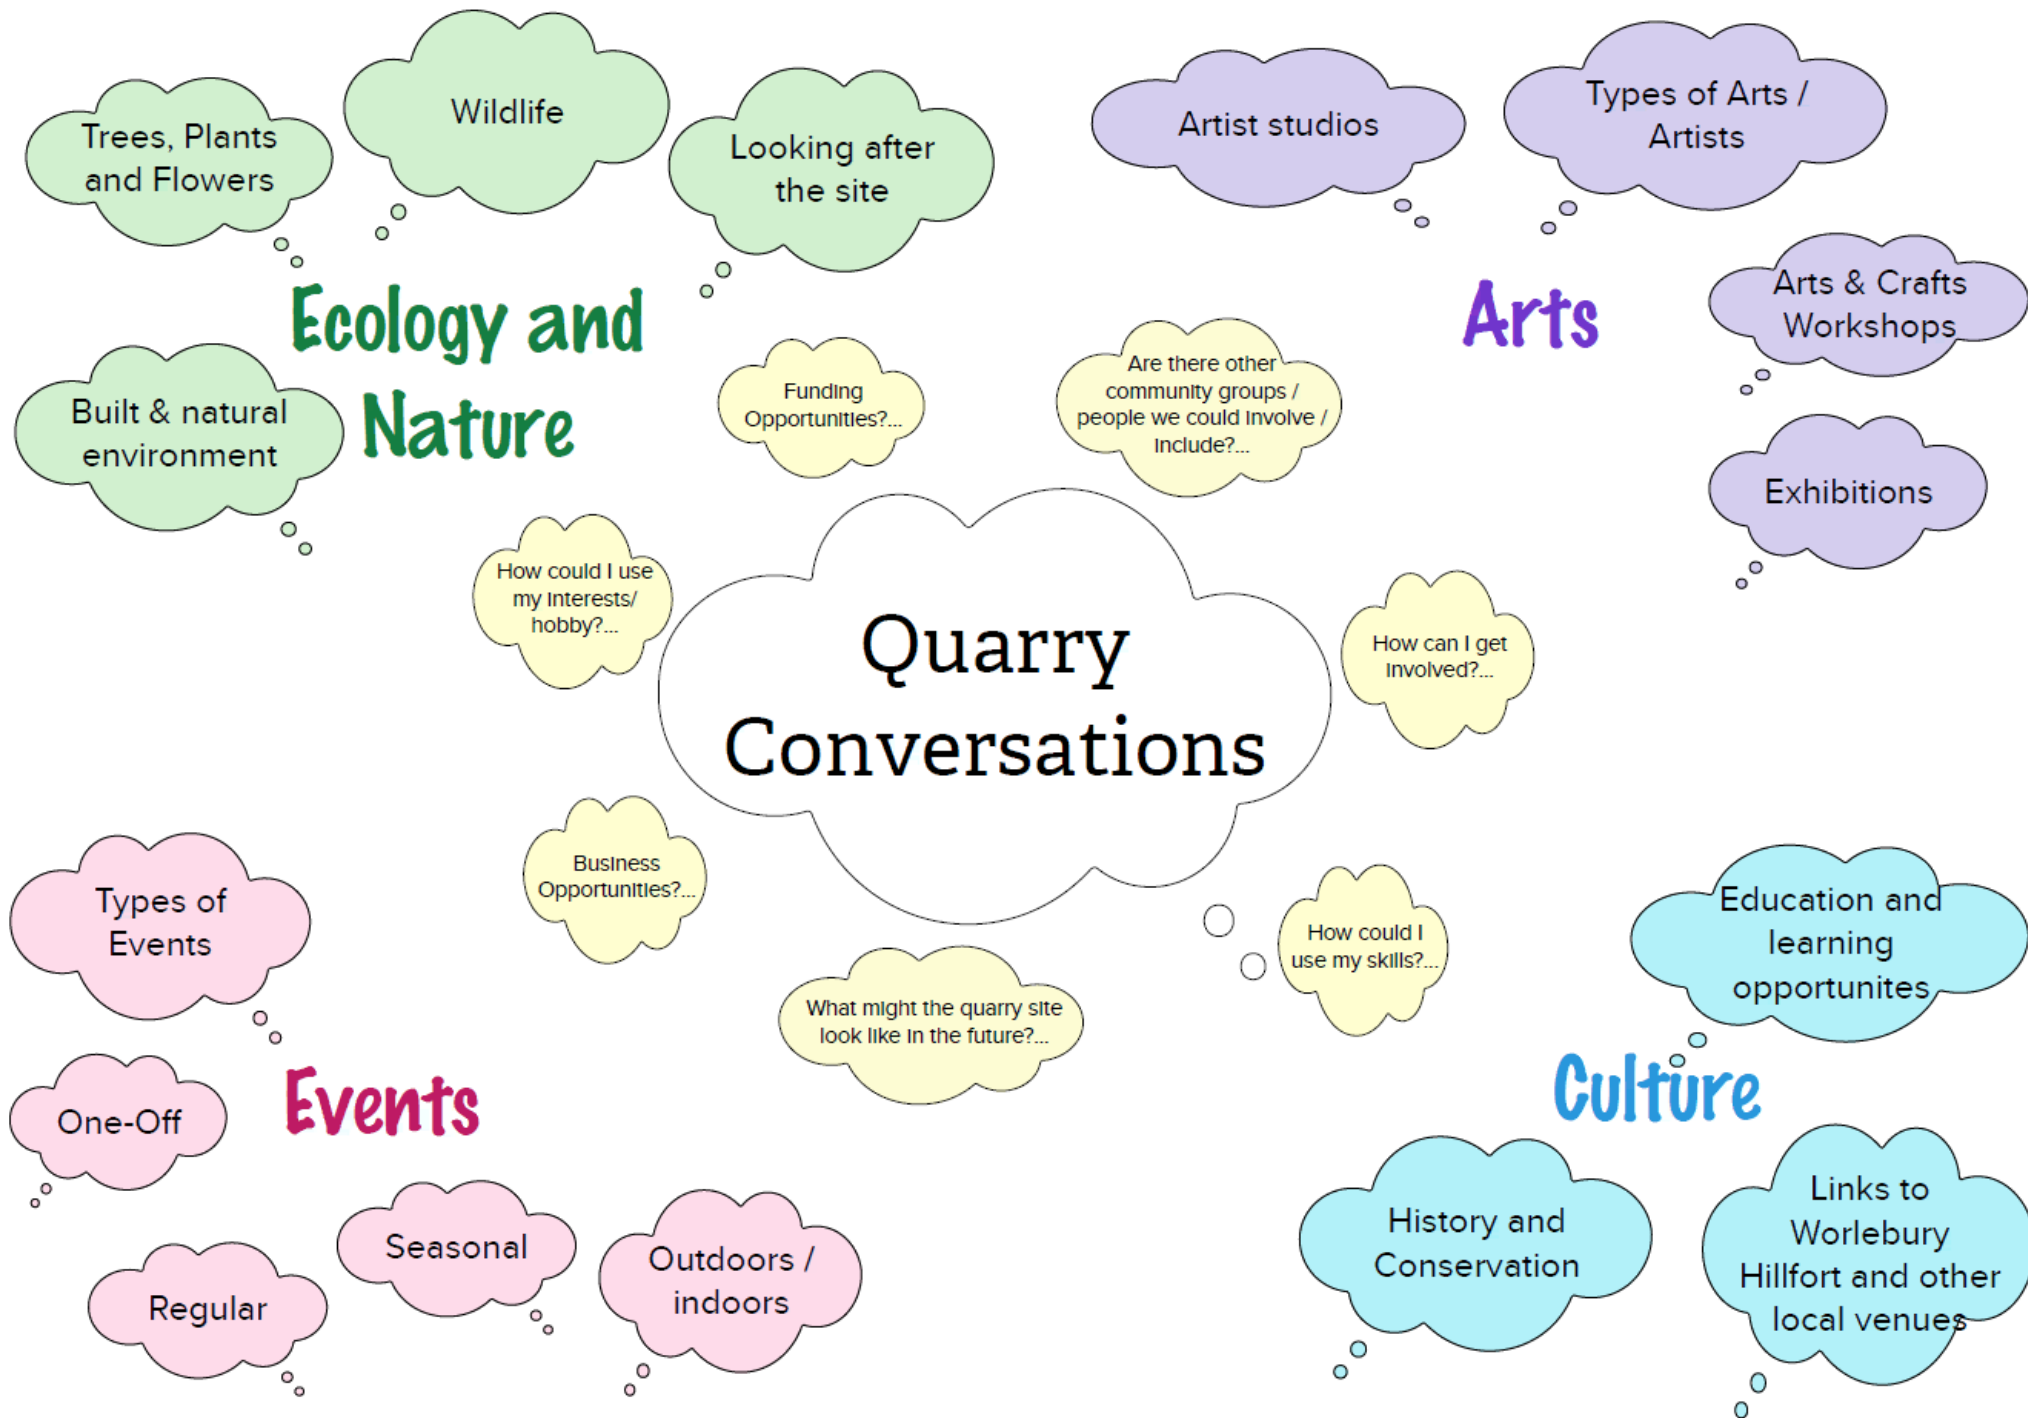 Trees, Plants
and Flowers
Wildlife
Looking after
the site
Built & natural
environment
Ecology and
Nature
Artist studios
Types of Arts /
Artists
Arts & Crafts
Workshops
Exhibitions
Arts
Funding
Opportunities?...
Are there other
community groups /
people we could involve /
include?...
How could I use
my interests/
hobby?...
Quarry
Conversations
How can I get
involved?...
Business
Opportunities?...
How could I
use my skills?...
What might the quarry site
look like in the future?...
Types of
Events
One-Off
Events
Regular
Seasonal
Outdoors /
indoors
Education and
learning
opportunites
Culture
History and
Conservation
Links to
Worlebury
Hillfort and other
local venues